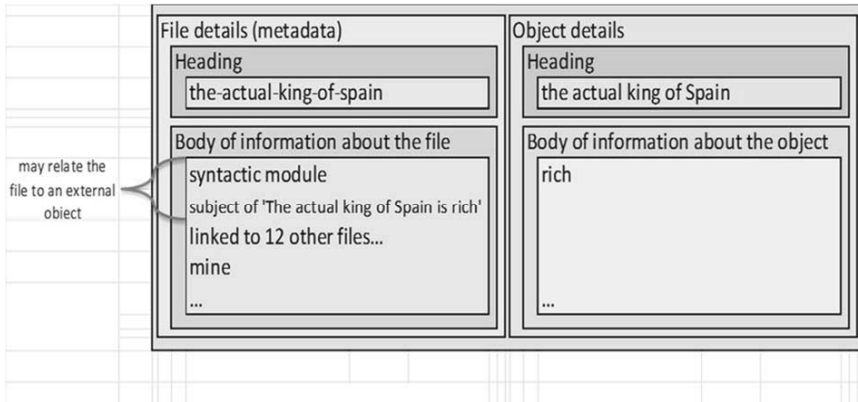 File details (metadata)
Heading
the-actual-king-of-spain
Body of information about the file
syntactic module
subject of 'The actual king of Spain is rich'
linked to 12 other files...
mine
...
may relate the
file to an external
object
Object details
Heading
the actual king of Spain
Body of information about the object
rich
...